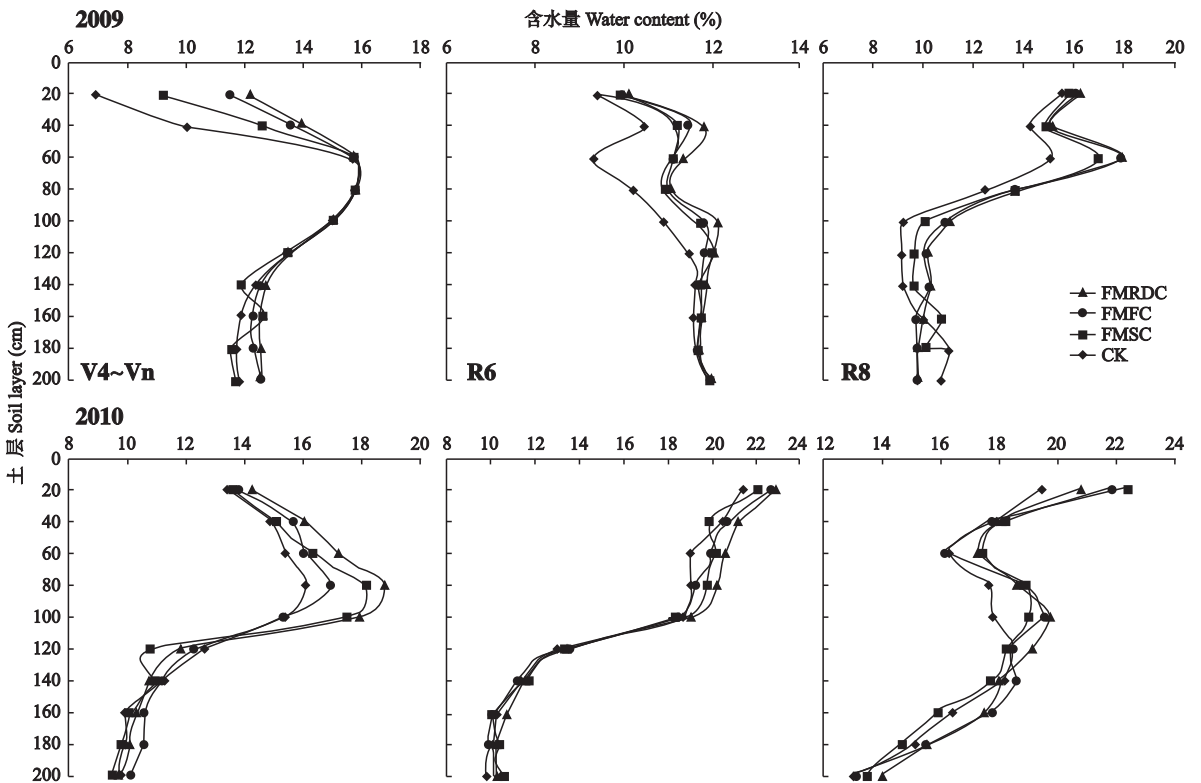 2009
含水量 Water content (%)
6 8 10 12 14 16 18
6 8 10 12 14
6 8 10 12 14 16 18 20
0
20
40
60
80
100
120
140
160
180
200
V4~Vn
R6
R8
FMRDC
FMFC
FMSC
CK
土 层 Soil layer (cm)
2010
8 10 12 14 16 18 20
8 10 12 14 16 18 20 22 24
12 14 16 18 20 22 24
0
20
40
60
80
100
120
140
160
180
200